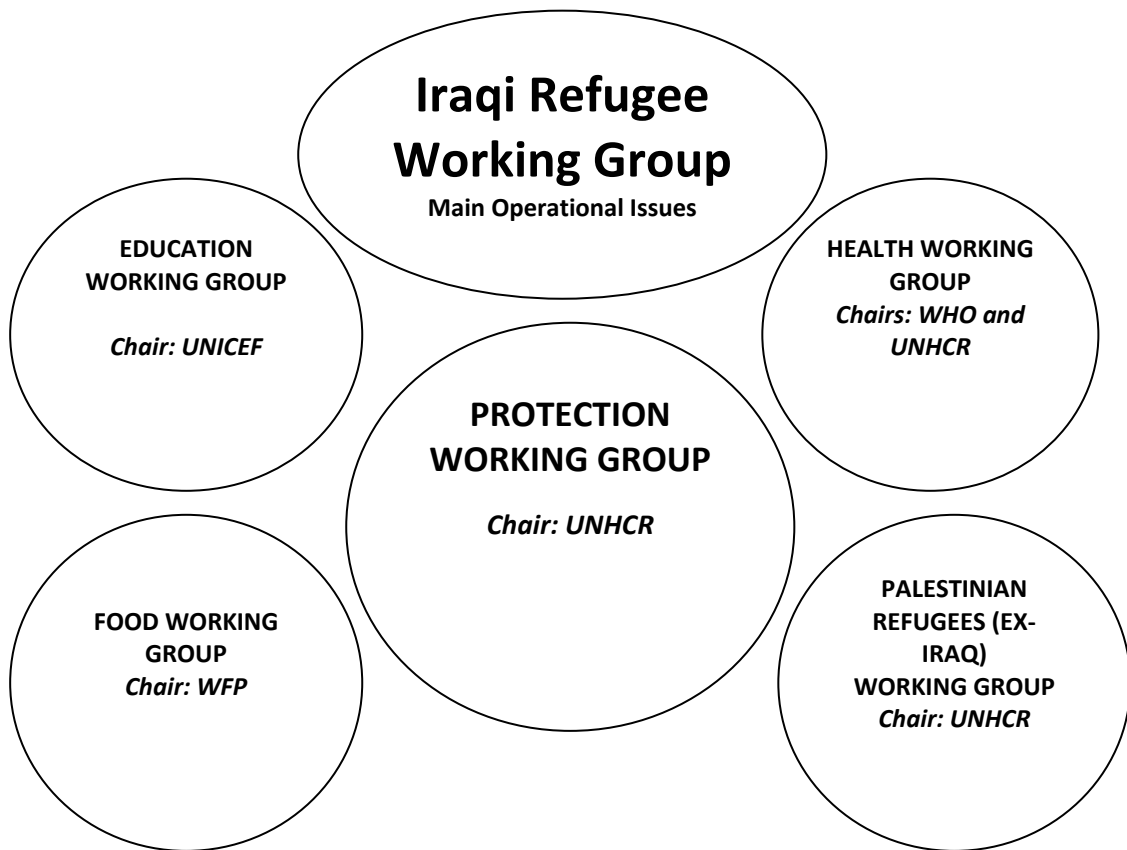 Iraqi Refugee
Working Group
Main Operational Issues
EDUCATION
WORKING GROUP
Chair: UNICEF
HEALTH WORKING
GROUP
Chairs: WHO and
UNHCR
PROTECTION
WORKING GROUP
Chair: UNHCR
FOOD WORKING
GROUP
Chair: WFP
PALESTINIAN
REFUGEES (EX-
IRAQ)
WORKING GROUP
Chair: UNHCR